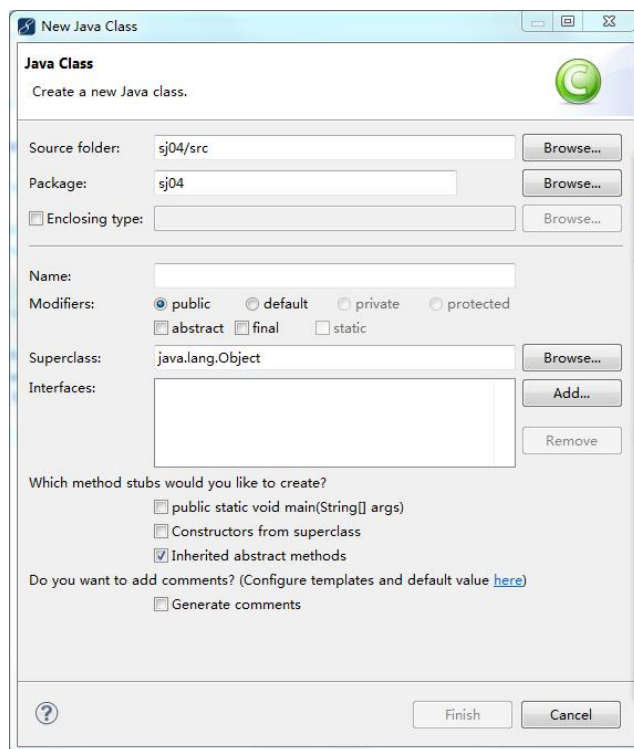 New Java Class
Java Class
Create a new Java class.
Source folder: sj04/src Browse...
Package: sj04 Browse...
Enclosing type: Browse...
Name:
Modifiers: public default private protected
abstract final static
Superclass: java.lang.Object Browse...
Interfaces: Add...
Remove
Which method stubs would you like to create?
public static void main(String[] args)
Constructors from superclass
Inherited abstract methods
Do you want to add comments? (Configure templates and default value here)
Generate comments
? Finish Cancel